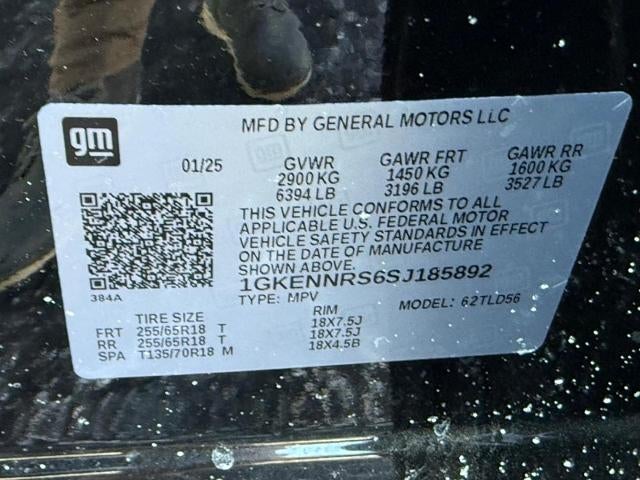 gm
MFD BY GENERAL MOTORS LLC
01/25 GVWR GAWR FRT GAWR RR
2900 KG 1450 KG 1600 KG
6394 LB 3196 LB 3527 LB
THIS VEHICLE CONFORMS TO ALL
APPLICABLE U.S. FEDERAL MOTOR
VEHICLE SAFETY STANDARDS IN EFFECT
ON THE DATE OF MANUFACTURE
SHOWN ABOVE.
384A
1GKENNRS6SJ185892
TYPE: MPV MODEL: 62TLD56
TIRE SIZE RIM
FRT 255/65R18 T 18X7.5J
RR 255/65R18 T 18X7.5J
SPA T135/70R18 M 18X4.5B